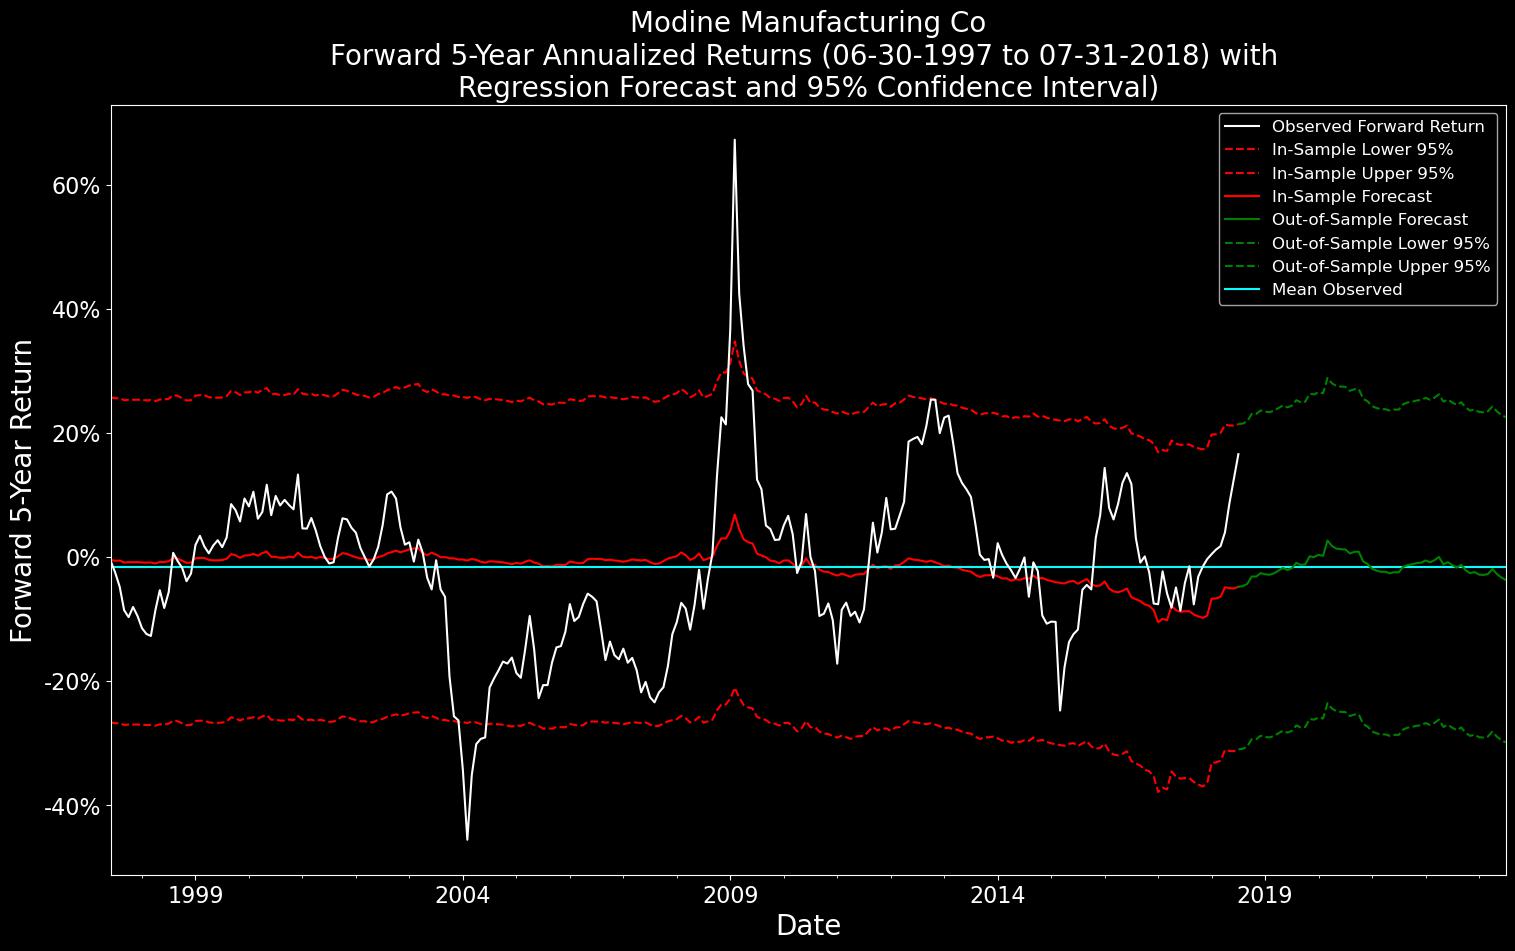 Modine Manufacturing Co
Forward 5-Year Annualized Returns (06-30-1997 to 07-31-2018) with
Regression Forecast and 95% Confidence Interval)
Observed Forward Return
In-Sample Lower 95%
In-Sample Upper 95%
In-Sample Forecast
Out-of-Sample Forecast
Out-of-Sample Lower 95%
Out-of-Sample Upper 95%
Mean Observed
Forward 5-Year Return
60%
40%
20%
0%
-20%
-40%
1999
2004
2009
2014
2019
Date